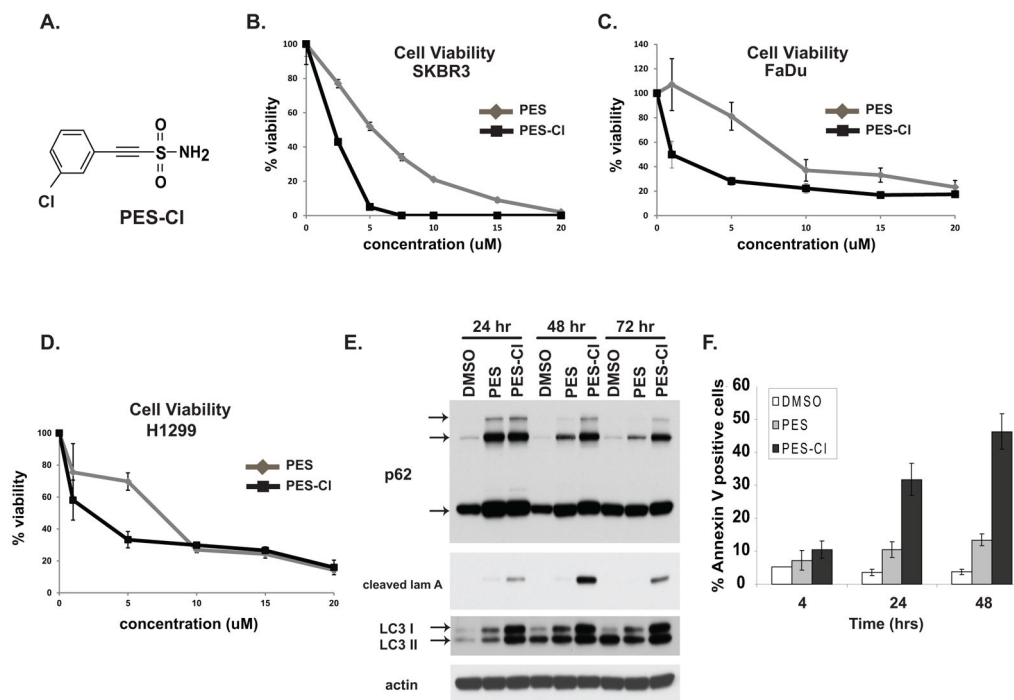 A.
O
S
NH2
O
Cl
PES-Cl
B.
Cell Viability
SKBR3
% viability
100
80
60
40
20
0
PES
PES-Cl
0
5
10
15
20
concentration (uM)
C.
Cell Viability
FaDu
% viability
140
120
100
80
60
40
20
0
PES
PES-Cl
0
5
10
15
20
concentration (uM)
D.
Cell Viability
H1299
% viability
100
80
60
40
20
0
PES
PES-Cl
0
5
10
15
20
concentration (uM)
E.
24 hr 48 hr 72 hr
DMSO PES PES-Cl DMSO PES PES-Cl DMSO PES PES-Cl
p62
cleaved lam A
LC3 I
LC3 II
actin
F.
% Annexin V positive cells
60
50
40
30
20
10
0
DMSO
PES
PES-Cl
4 24 48
Time (hrs)